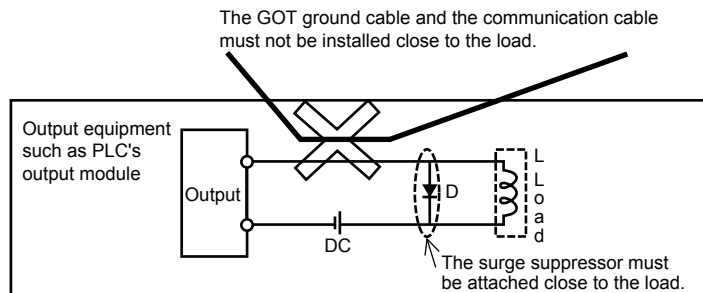 The GOT ground cable and the communication cable
must not be installed close to the load.
Output equipment
such as PLC's
output module
Output
D
L
Load
DC
The surge suppressor must
be attached close to the load.